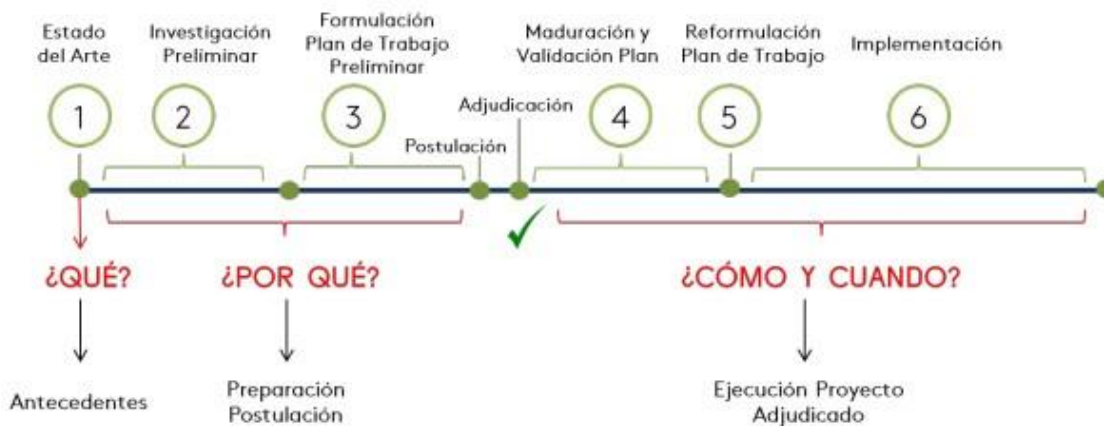 Estado
del Arte
Investigación
Preliminar
Formulación
Plan de Trabajo
Preliminar
Maduración y
Validación Plan
Reformulación
Plan de Trabajo
Implementación
1
2
3
Postulación
Adjudicación
4
5
6
¿QUÉ?
¿POR QUÉ?
¿CÓMO Y CUANDO?
Antecedentes
Preparación
Postulación
Ejecución Proyecto
Adjudicado